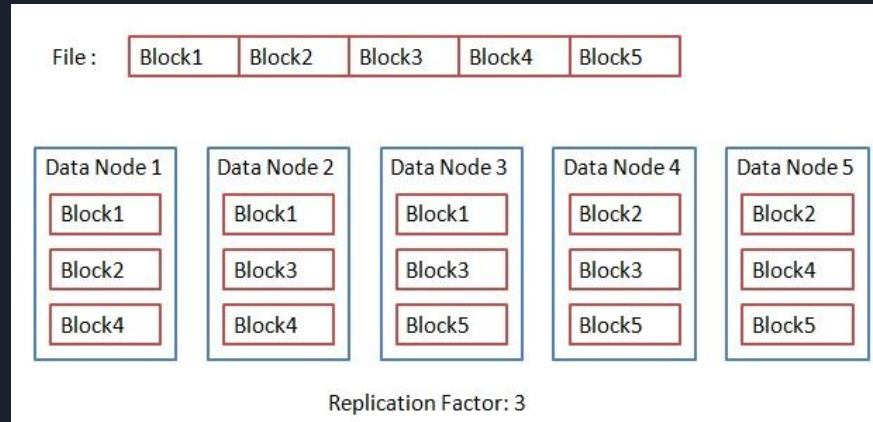 File : Block1 Block2 Block3 Block4 Block5
Data Node 1 Data Node 2 Data Node 3 Data Node 4 Data Node 5
Block1 Block1 Block1 Block2 Block2
Block2 Block3 Block3 Block3 Block4
Block4 Block4 Block5 Block5 Block5
Replication Factor: 3